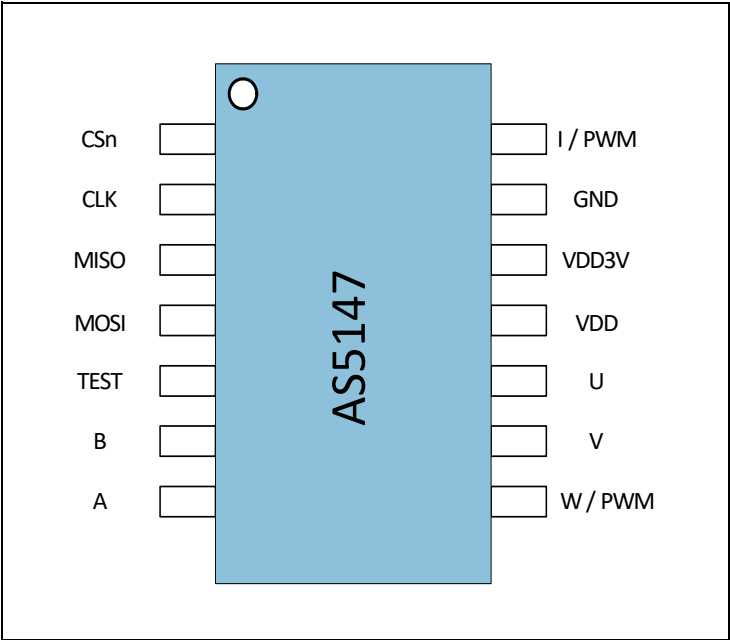 CSn
CLK
MISO
MOSI
TEST
B
A
AS5147
I / PWM
GND
VDD3V
VDD
U
V
W / PWM